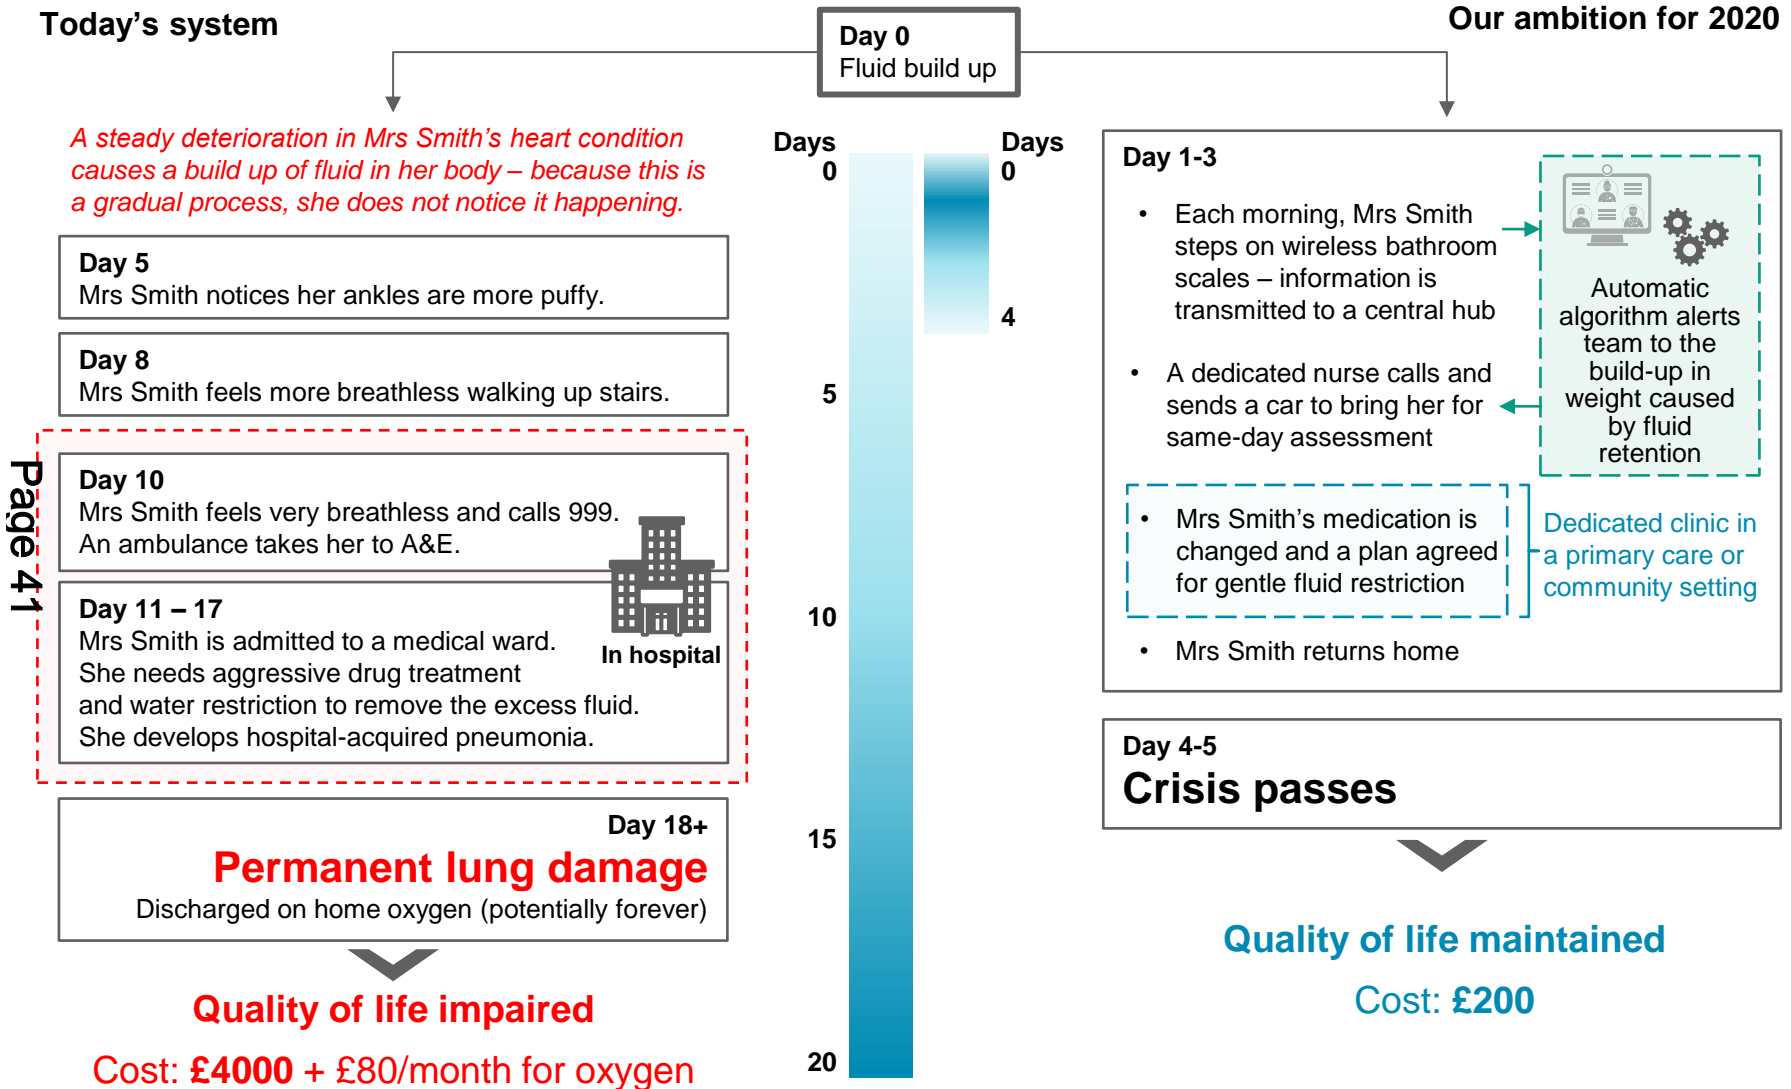 Today's system
Our ambition for 2020
Day 0
Fluid build up
A steady deterioration in Mrs Smith's heart condition
causes a build up of fluid in her body – because this is
a gradual process, she does not notice it happening.
Day 5
Mrs Smith notices her ankles are more puffy.
Day 8
Mrs Smith feels more breathless walking up stairs.
Day 10
Mrs Smith feels very breathless and calls 999.
An ambulance takes her to A&E.
Day 11 – 17
Mrs Smith is admitted to a medical ward.
She needs aggressive drug treatment
and water restriction to remove the excess fluid.
She develops hospital-acquired pneumonia.
In hospital
Day 18+
Permanent lung damage
Discharged on home oxygen (potentially forever)
Quality of life impaired
Cost: £4000 + £80/month for oxygen
Page 41
Days
0
5
10
15
20
Days
0
4
Day 1-3
• Each morning, Mrs Smith
steps on wireless bathroom
scales – information is
transmitted to a central hub
• A dedicated nurse calls and
sends a car to bring her for
same-day assessment
• Mrs Smith's medication is
changed and a plan agreed
for gentle fluid restriction
• Mrs Smith returns home
Automatic
algorithm alerts
team to the
build-up in
weight caused
by fluid
retention
Dedicated clinic in
a primary care or
community setting
Day 4-5
Crisis passes
Quality of life maintained
Cost: £200